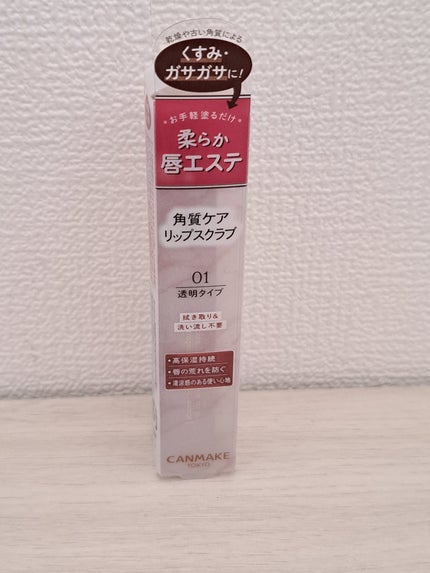 乾燥や古い角質による
くすみ・
ガサガサに!
お手軽塗るだけ
柔らか
唇エステ
角質ケア
リップスクラブ
01
透明タイプ
拭き取り&
洗い流し不要
・高保湿持続
・唇の荒れを防ぐ
・清涼感のある使い心地
CANMAKE
TOKYO